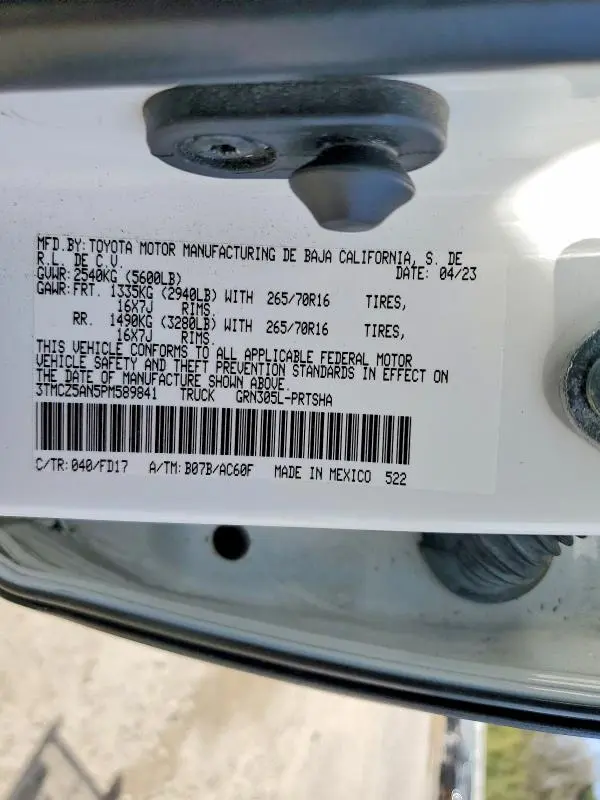 MFD. BY: TOYOTA MOTOR MANUFACTURING DE BAJA CALIFORNIA, S. DE
R.L. DE C.V. DATE: 04/23
GVWR: 2540KG (5600LB)
GAWR: FRT. 1335KG (2940LB) WITH 265/70R16 TIRES,
16X7J RIMS.
RR. 1490KG (3280LB) WITH 265/70R16 TIRES,
16X7J RIMS.
THIS VEHICLE CONFORMS TO ALL APPLICABLE FEDERAL MOTOR
VEHICLE SAFETY AND THEFT PREVENTION STANDARDS IN EFFECT ON
THE DATE OF MANUFACTURE SHOWN ABOVE.
3TMCZ5AN5PM589841 TRUCK GRN305L-PRTSHA
C/TR: 040/FD17 A/TM: B07B/AC60F MADE IN MEXICO 522